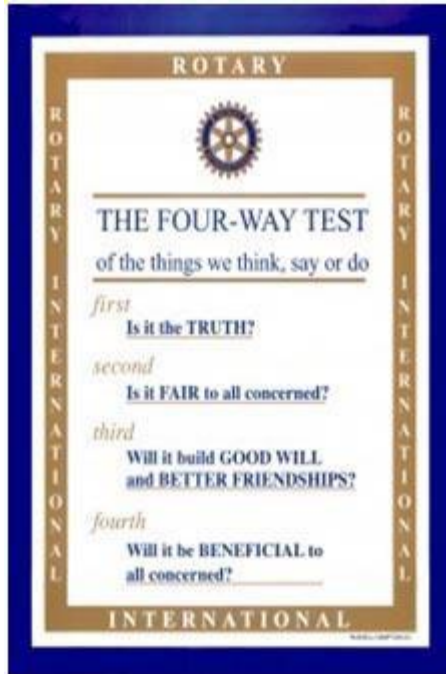 ROTARY
ROTARY INTERNATIONAL
ROTARY INTERNATIONAL
THE FOUR-WAY TEST
of the things we think, say or do
first
Is it the TRUTH?
second
Is it FAIR to all concerned?
third
Will it build GOOD WILL
and BETTER FRIENDSHIPS?
fourth
Will it be BENEFICIAL to
all concerned?
INTERNATIONAL